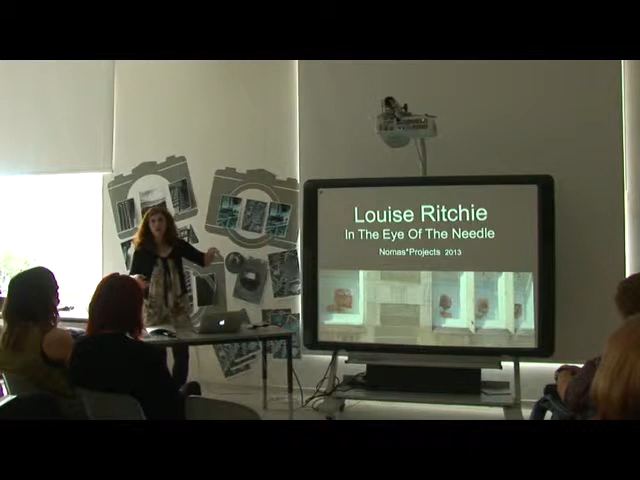 Louise Ritchie
In The Eye Of The Needle
Nomas*Projects 2013